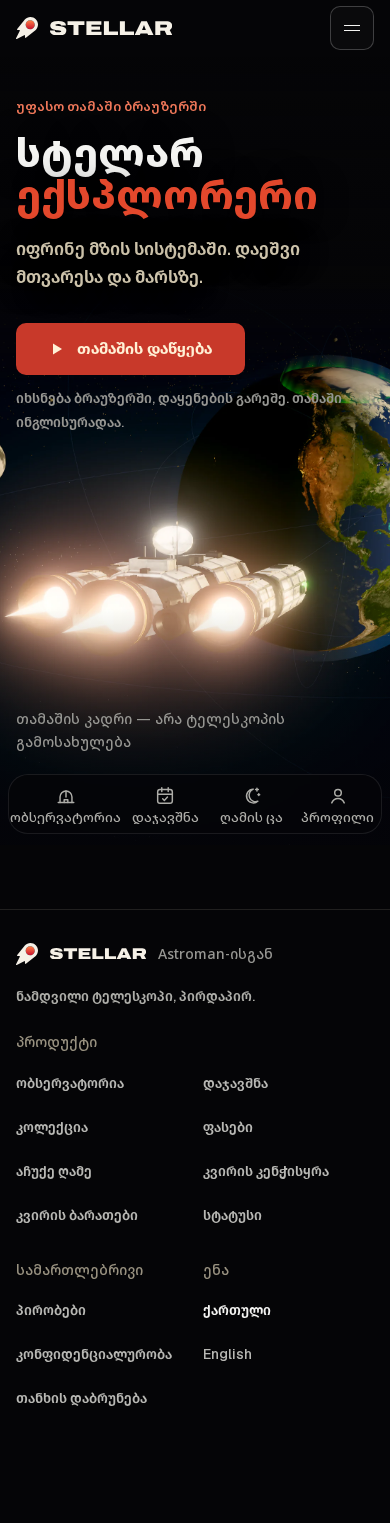 STELLAR
უფასო თამაში ბრაუზერში
სტელარ
ექსპლორერი
იფრინე მზის სისტემაში. დაეშვი
მთვარესა და მარსზე.
თამაშის დაწყება
იხსნება ბრაუზერში, დაყენების გარეშე. თამაში
ინგლისურადაა.
თამაშის კადრი — არა ტელესკოპის
გამოსახულება
ობსერვატორია დაჯავშნა ღამის ცა პროფილი
STELLAR Astroman-ისგან
ნამდვილი ტელესკოპი, პირდაპირ.
პროდუქტი
ობსერვატორია დაჯავშნა
კოლექცია ფასები
აჩუქე ღამე კვირის კენჭისყრა
კვირის ბარათები სტატუსი
სამართლებრივი ენა
პირობები ქართული
კონფიდენციალურობა English
თანხის დაბრუნება